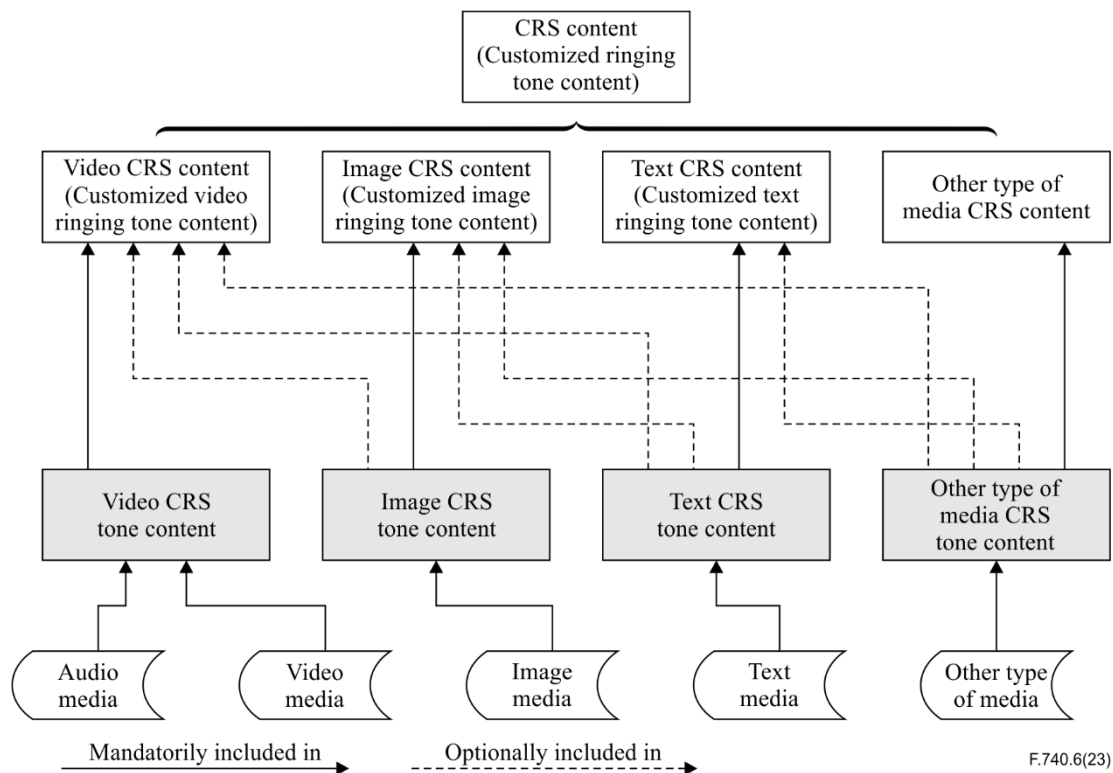 CRS content
(Customized ringing
tone content)
Video CRS content
(Customized video
ringing tone content)
Image CRS content
(Customized image
ringing tone content)
Text CRS content
(Customized text
ringing tone content)
Other type of
media CRS content
Video CRS
tone content
Image CRS
tone content
Text CRS
tone content
Other type of
media CRS
tone content
Audio
media
Video
media
Image
media
Text
media
Other type
of media
Mandatorily included in
Optionally included in
F.740.6(23)